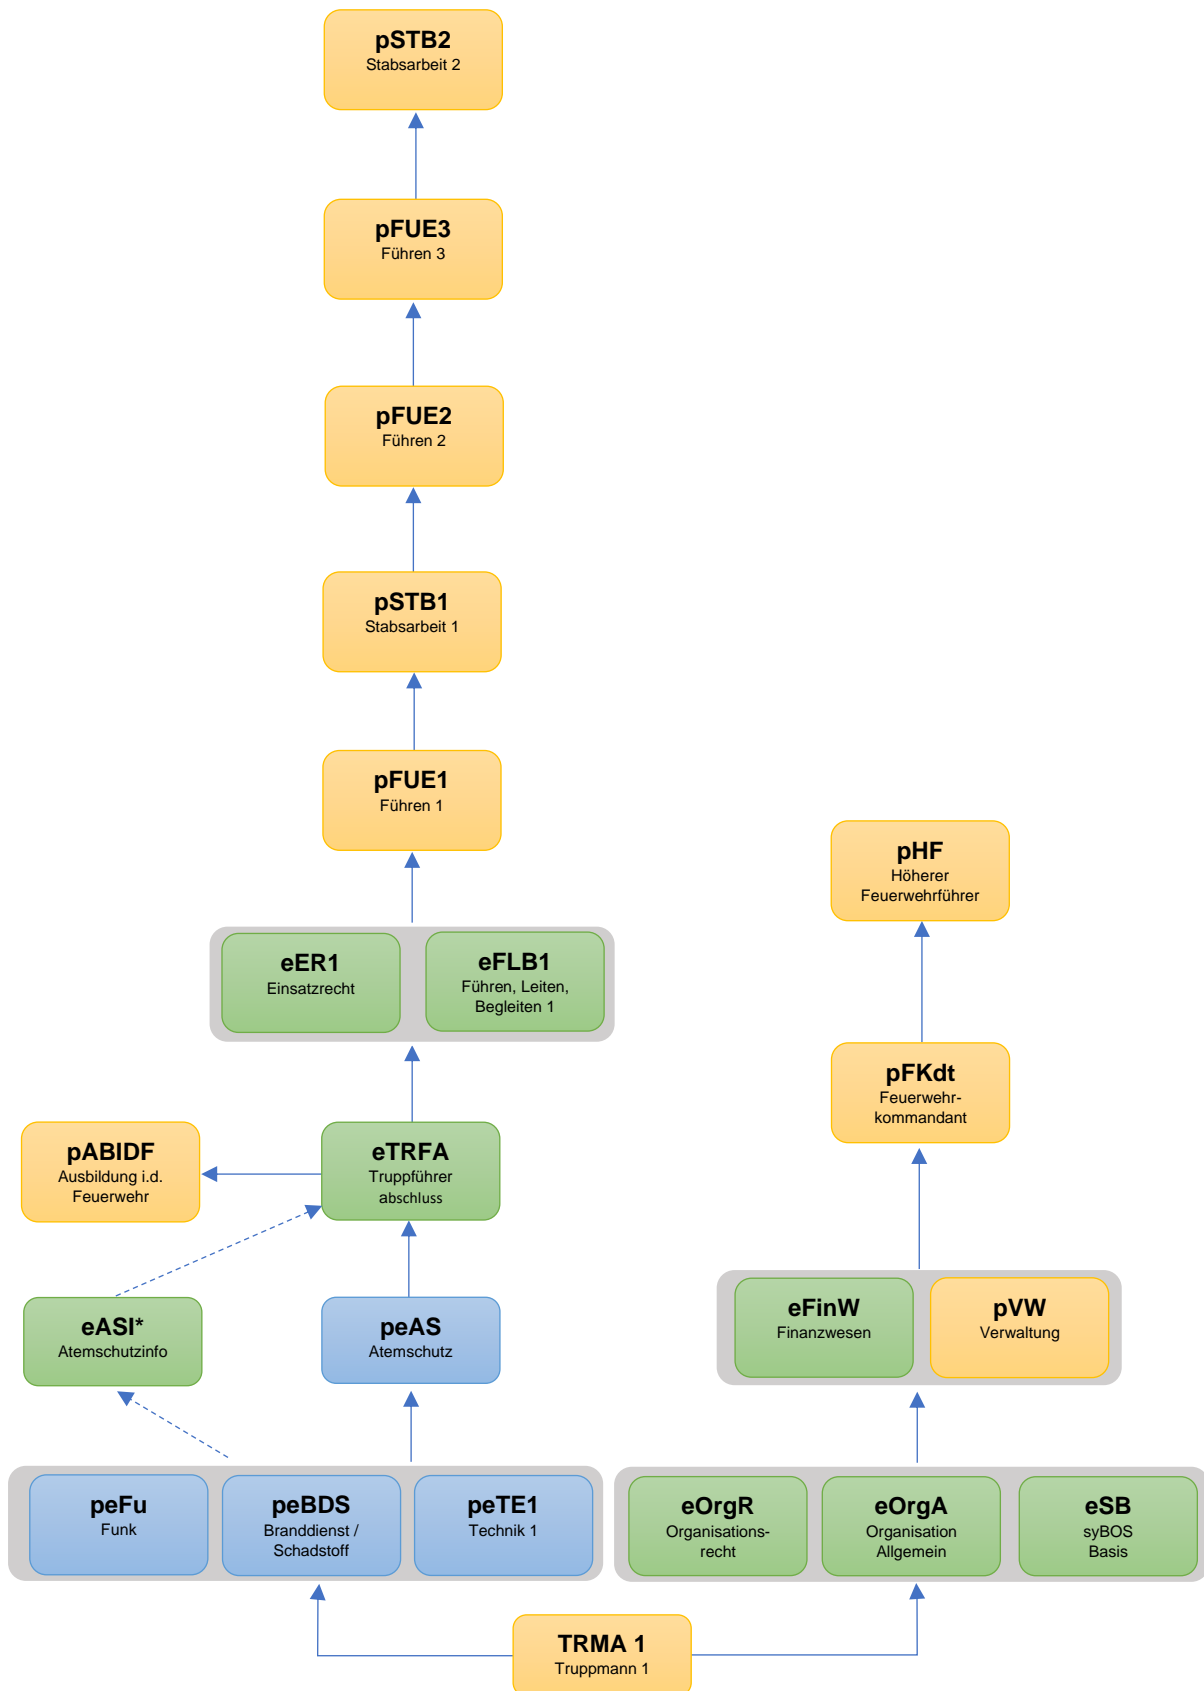 pSTB2
Stabsarbeit 2
pFUE3
Führen 3
pFUE2
Führen 2
pSTB1
Stabsarbeit 1
pFUE1
Führen 1
pHF
Höherer
Feuerwehrführer
eER1
Einsatzrecht
eFLB1
Führen, Leiten,
Begleiten 1
pFKdt
Feuerwehr-
kommandant
pABIDF
Ausbildung i.d.
Feuerwehr
eTRFA
Truppführer
abschluss
eASI*
Atemschutzinfo
peAS
Atemschutz
eFinW
Finanzwesen
pVW
Verwaltung
peFu
Funk
peBDS
Branddienst /
Schadstoff
peTE1
Technik 1
eOrgR
Organisations-
recht
eOrgA
Organisation
Allgemein
eSB
syBOS
Basis
TRMA 1
Truppmann 1